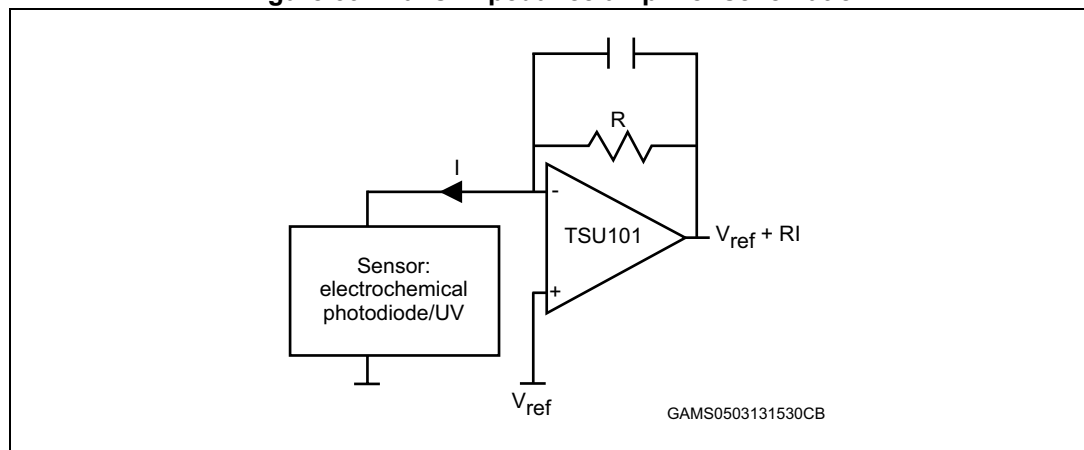 R
I
-
TSU101
Vref + RI
Sensor:
electrochemical
photodiode/UV
+
Vref
GAMS0503131530CB